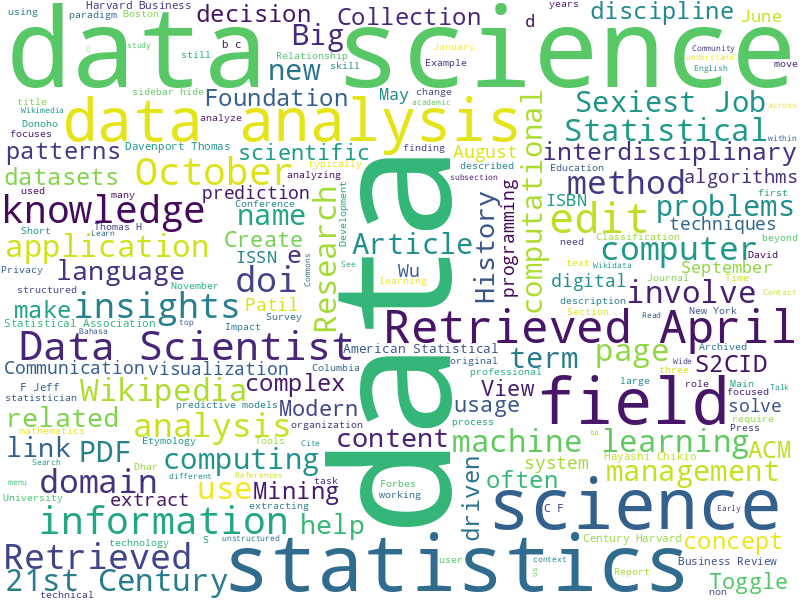 using
Harvard Business
paradigm
Boston
years
decision
Collection
discipline
June
Big
d
b c
data science
January
Example
Community
understand
English
move
study
still
Relationship
skill
new
sidebar hide
title
Wikimedia
Foundation
May
change
academic
Sexiest Job
across
Donoho
data analysis
analyze
Statistical
within
focuses
Davenport Thomas
finding
patterns
scientific
typically
August
interdisciplinary
October
described
Education
datasets
analyzing
subsection
method
algorithms
used
many
prediction
Conference
ISBN
first
knowledge
name
Research
Development
History
programming
computational
edit
problems
Short
Thomas H
Learn
Create
Article
need
Classification
beyond
techniques
application
ISSN
e
See
computer
David
Privacy
language
Commons
Wu
text
Wikidata
September
structured
November
doi
learning
digital
Journal
Time
Contact
make
insights
Patil
data
description
involve
Section
Statistical Association
top
Impact
Survey
Retrieved April
Read
New York
Bahasa
Data Scientist
American Statistical
term
page
Archived
Communication
visualization
Columbia
original
professional
three
Wide
S2CID
F Jeff
statistician
Wikipedia
complex
View
large
role
Main
Talk
predictive models
Modern
usage
field
focused
related
organization
process
require
Press
solve
mathematics
analysis
Etymology
Tools
Cite
content
machine learning
to
ACM
link
PDF
Search
computing
Dhar
task
system
Hayashi Chikio
management
menu
domain
different
References
Forbes
often
University
extract
use
Mining
working
driven
science
C F
Early
extracting
information
help
technology
S
unstructured
user
context
Century Harvard
concept
Retrieved
statistics
us
Report
Business Review
21st Century
technical
Toggle
non